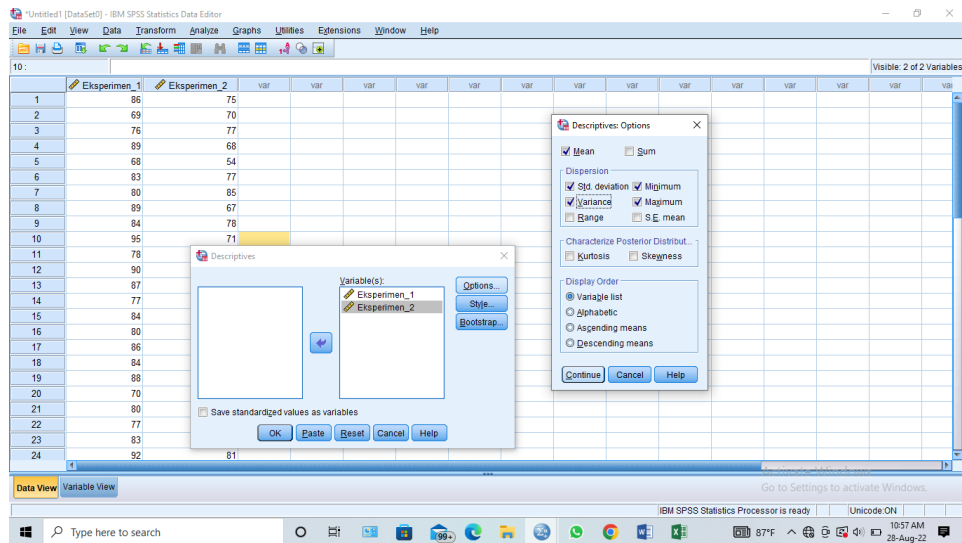 *Untitled1 [DataSet0] - IBM SPSS Statistics Data Editor
File Edit View Data Transform Analyze Graphs Utilities Extensions Window Help
10 : Visible: 2 of 2 Variables
Eksperimen_1 Eksperimen_2 var var var var var var var var var var var var var
1 86 75
2 69 70
3 76 77
4 89 68
5 68 54
6 83 77
7 80 85
8 89 67
9 84 78
10 95 71
11 78
12 90
13 87
14 77
15 84
16 80
17 86
18 84
19 88
20 70
21 80
22 77
23 83
24 92 81
Descriptives
Variable(s):
Eksperimen_1
Eksperimen_2
Options...
Style...
Bootstrap...
Save standardized values as variables
OK Paste Reset Cancel Help
Descriptives: Options
Mean Sum
Dispersion
Std. deviation Minimum
Variance Maximum
Range S.E. mean
Characterize Posterior Distribut...
Kurtosis Skewness
Display Order
Variable list
Alphabetic
Ascending means
Descending means
Continue Cancel Help
Data View Variable View
Go to Settings to activate Windows.
IBM SPSS Statistics Processor is ready Unicode:ON
Type here to search
99+
87°F
10:57 AM
28-Aug-22